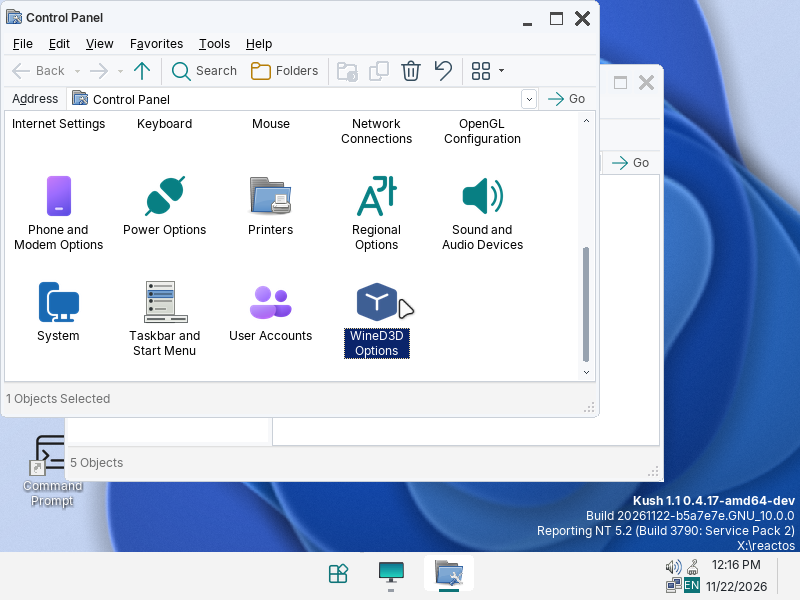 Control Panel
File Edit View Favorites Tools Help
Back Search Folders
Address Control Panel Go
Internet Settings
Keyboard
Mouse
Network
Connections
OpenGL
Configuration
Phone and
Modem Options
Power Options
Printers
Regional
Options
Sound and
Audio Devices
System
Taskbar and
Start Menu
User Accounts
WineD3D
Options
1 Objects Selected
Go
5 Objects
Command
Prompt
Kush 1.1 0.4.17-amd64-dev
Build 20261122-b5a7e7e.GNU_10.0.0
Reporting NT 5.2 (Build 3790: Service Pack 2)
X:\reactos
12:16 PM
EN 11/22/2026